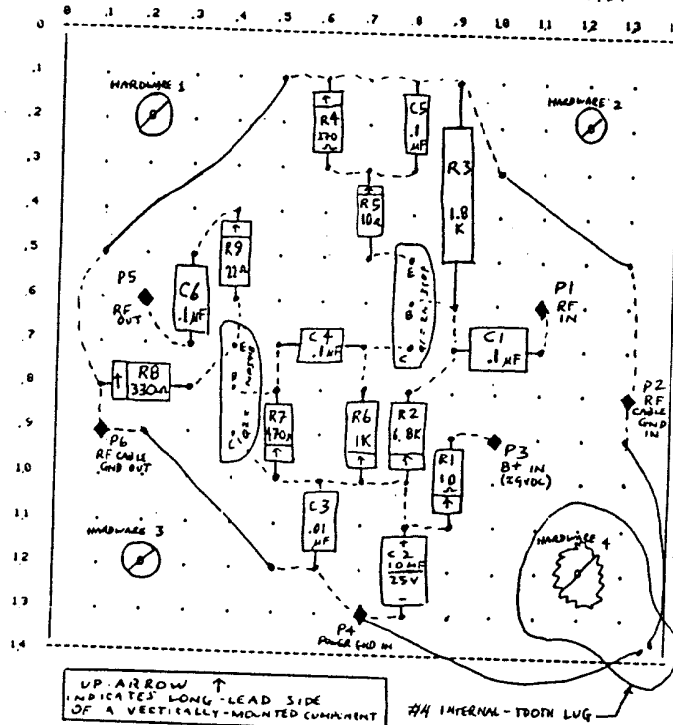 0 .1 .2 .3 .4 .5 .6 .7 .8 .9 1.0 1.1 1.2 1.3
.1
.2
.3
.4
.5
.6
.7
.8
.9
1.0
1.1
1.2
1.3
1.4
HARDWARE 1
HARDWARE 2
R4
C5
.1
µF
R3
1.8
K
R5
10Ω
R9
22Ω
C6
.1µF
P5
RF
OUT
E
B
C
P1
RF
IN
C4
.1µF
C1
.1µF
E
B
C
R8
330Ω
P2
RF
CABLE
GND
IN
R7
470Ω
R6
1K
R2
6.8K
P6
RF CABLE
GND OUT
R1
10
Ω
P3
B+ IN
(29VDC)
C3
.01
µF
HARDWARE 3
HARDWARE 4
+
C2
10µF
25V
−
P4
POWER GND IN
UP-ARROW ↑
INDICATES LONG-LEAD SIDE
OF A VERTICALLY-MOUNTED COMPONENT
#4 INTERNAL-TOOTH LUG